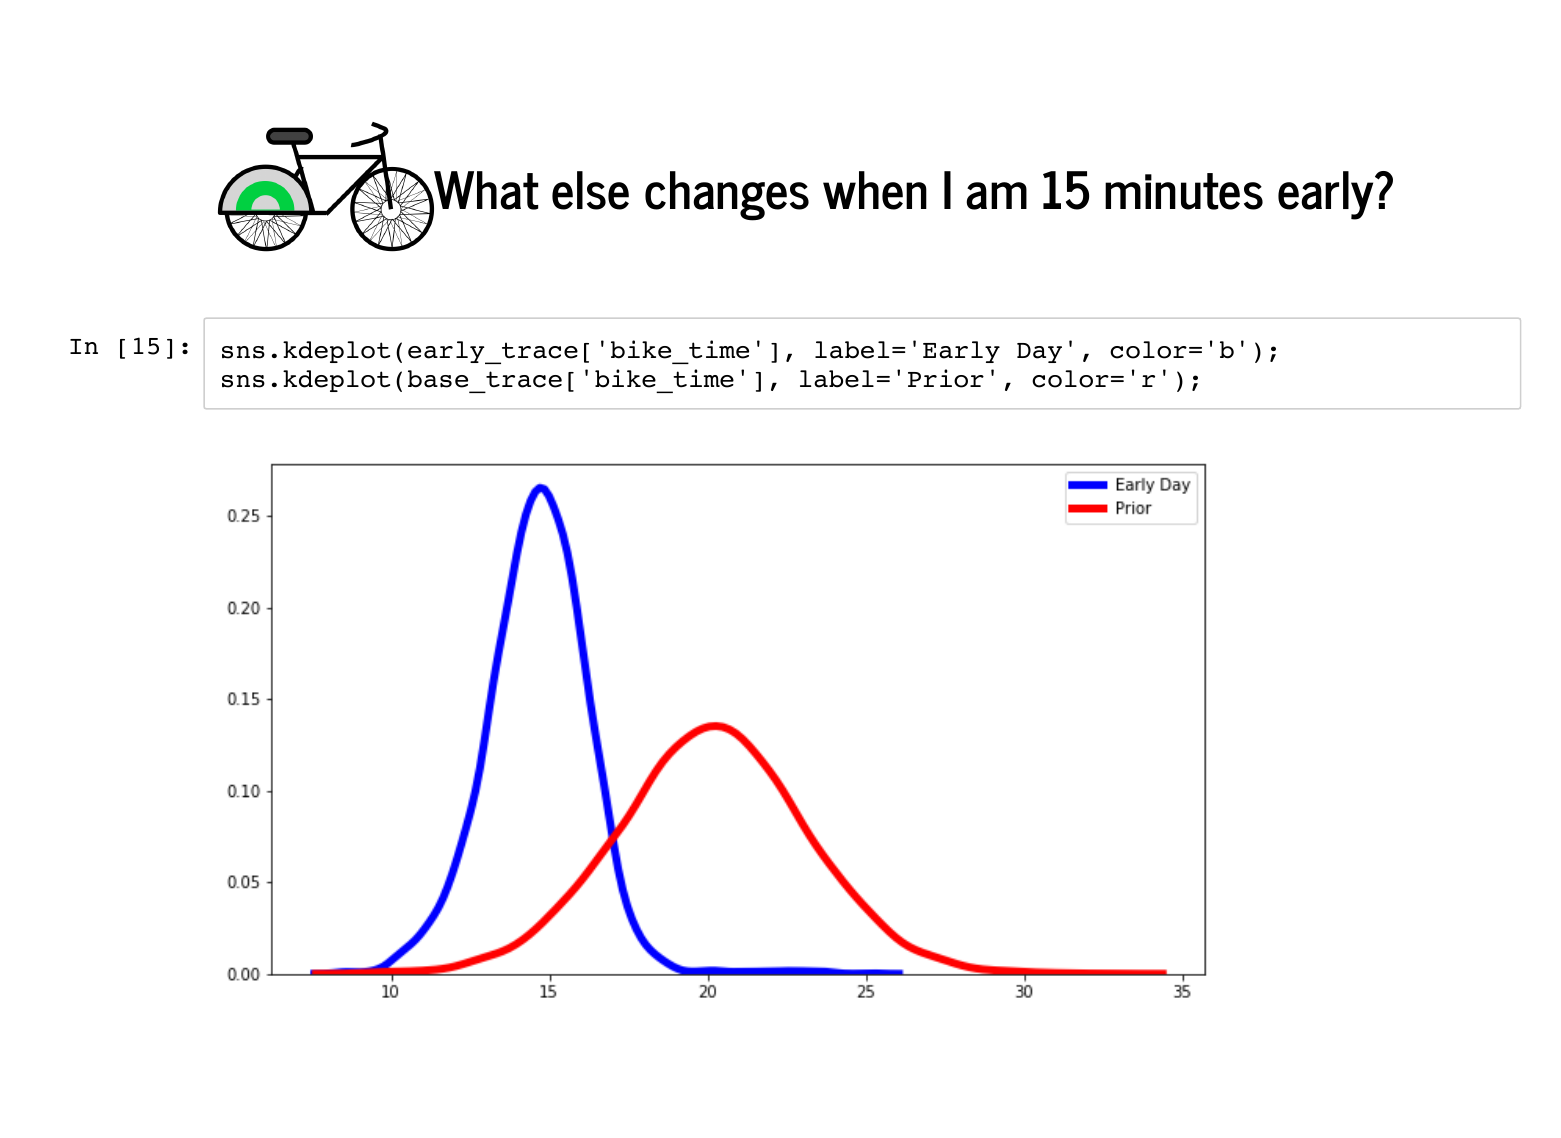 What else changes when I am 15 minutes early?
In [15]:
sns.kdeplot(early_trace['bike_time'], label='Early Day', color='b');
sns.kdeplot(base_trace['bike_time'], label='Prior', color='r');
Early Day
Prior
0.25
0.20
0.15
0.10
0.05
0.00
10 15 20 25 30 35